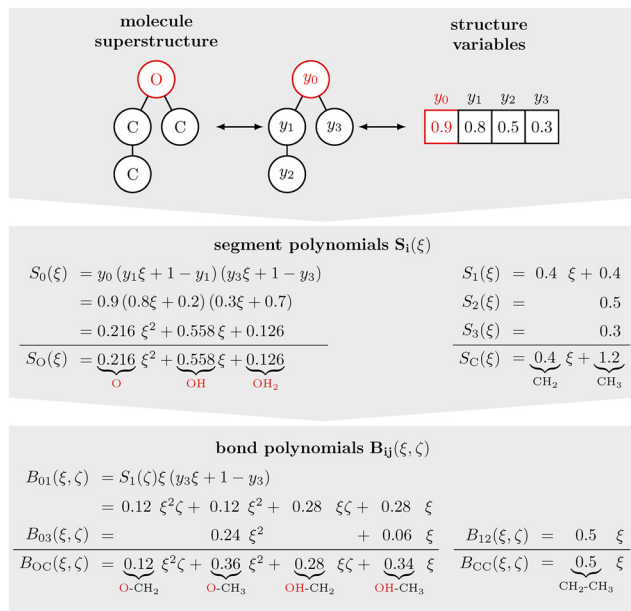 molecule superstructure
structure variables
O
C C
C
y₀
y₁ y₃
y₂
y₀ y₁ y₂ y₃
0.9 0.8 0.5 0.3
segment polynomials Sᵢ(ξ)
S₀(ξ) = y₀ (y₁ξ + 1 − y₁) (y₃ξ + 1 − y₃)
= 0.9 (0.8ξ + 0.2) (0.3ξ + 0.7)
= 0.216 ξ² + 0.558 ξ + 0.126
S_O(ξ) = 0.216 ξ² + 0.558 ξ + 0.126
O OH OH₂
S₁(ξ) = 0.4 ξ + 0.4
S₂(ξ) = 0.5
S₃(ξ) = 0.3
S_C(ξ) = 0.4 ξ + 1.2
CH₂ CH₃
bond polynomials Bᵢⱼ(ξ, ζ)
B₀₁(ξ, ζ) = S₁(ζ)ξ (y₃ξ + 1 − y₃)
= 0.12 ξ²ζ + 0.12 ξ² + 0.28 ξζ + 0.28 ξ
B₀₃(ξ, ζ) = 0.24 ξ² + 0.06 ξ
B_OC(ξ, ζ) = 0.12 ξ²ζ + 0.36 ξ² + 0.28 ξζ + 0.34 ξ
O-CH₂ O-CH₃ OH-CH₂ OH-CH₃
B₁₂(ξ, ζ) = 0.5 ξ
B_CC(ξ, ζ) = 0.5 ξ
CH₂-CH₃